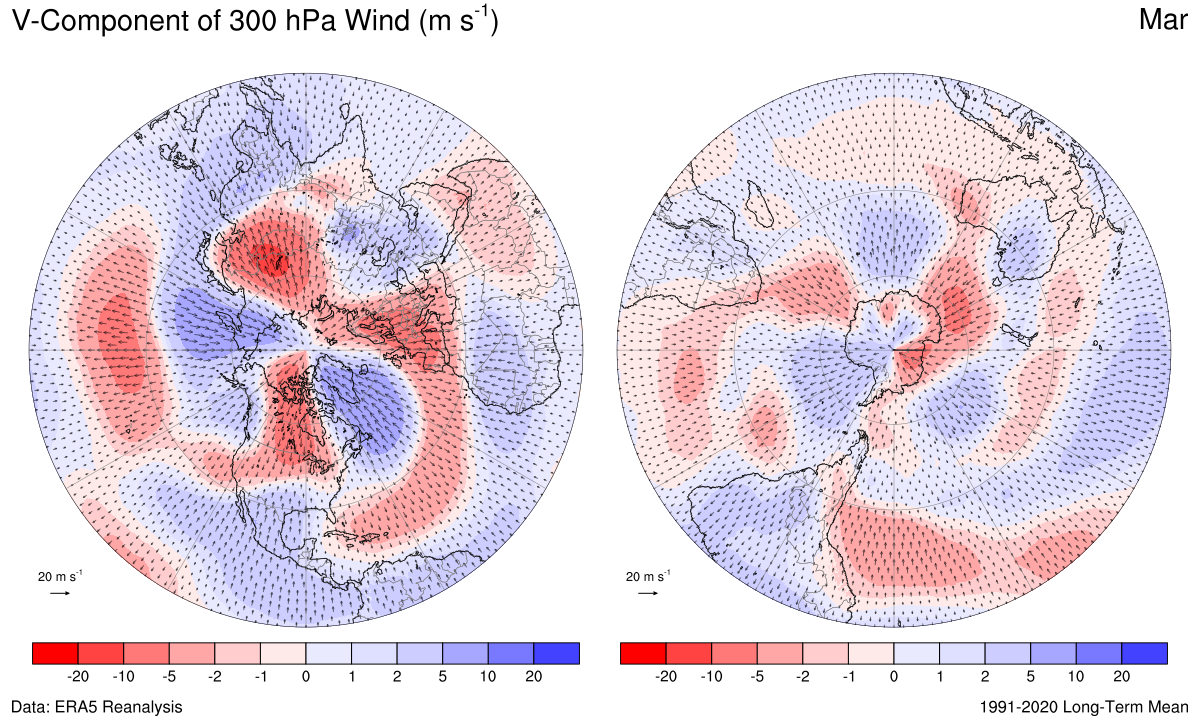 V-Component of 300 hPa Wind (m s⁻¹)
Mar
20 m s⁻¹
20 m s⁻¹
-20 -10 -5 -2 -1 0 1 2 5 10 20
-20 -10 -5 -2 -1 0 1 2 5 10 20
Data: ERA5 Reanalysis
1991-2020 Long-Term Mean